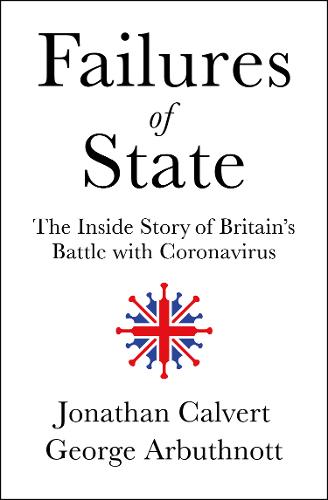 Failures
of
State
The Inside Story of Britain's
Battle with Coronavirus
Jonathan Calvert
George Arbuthnott